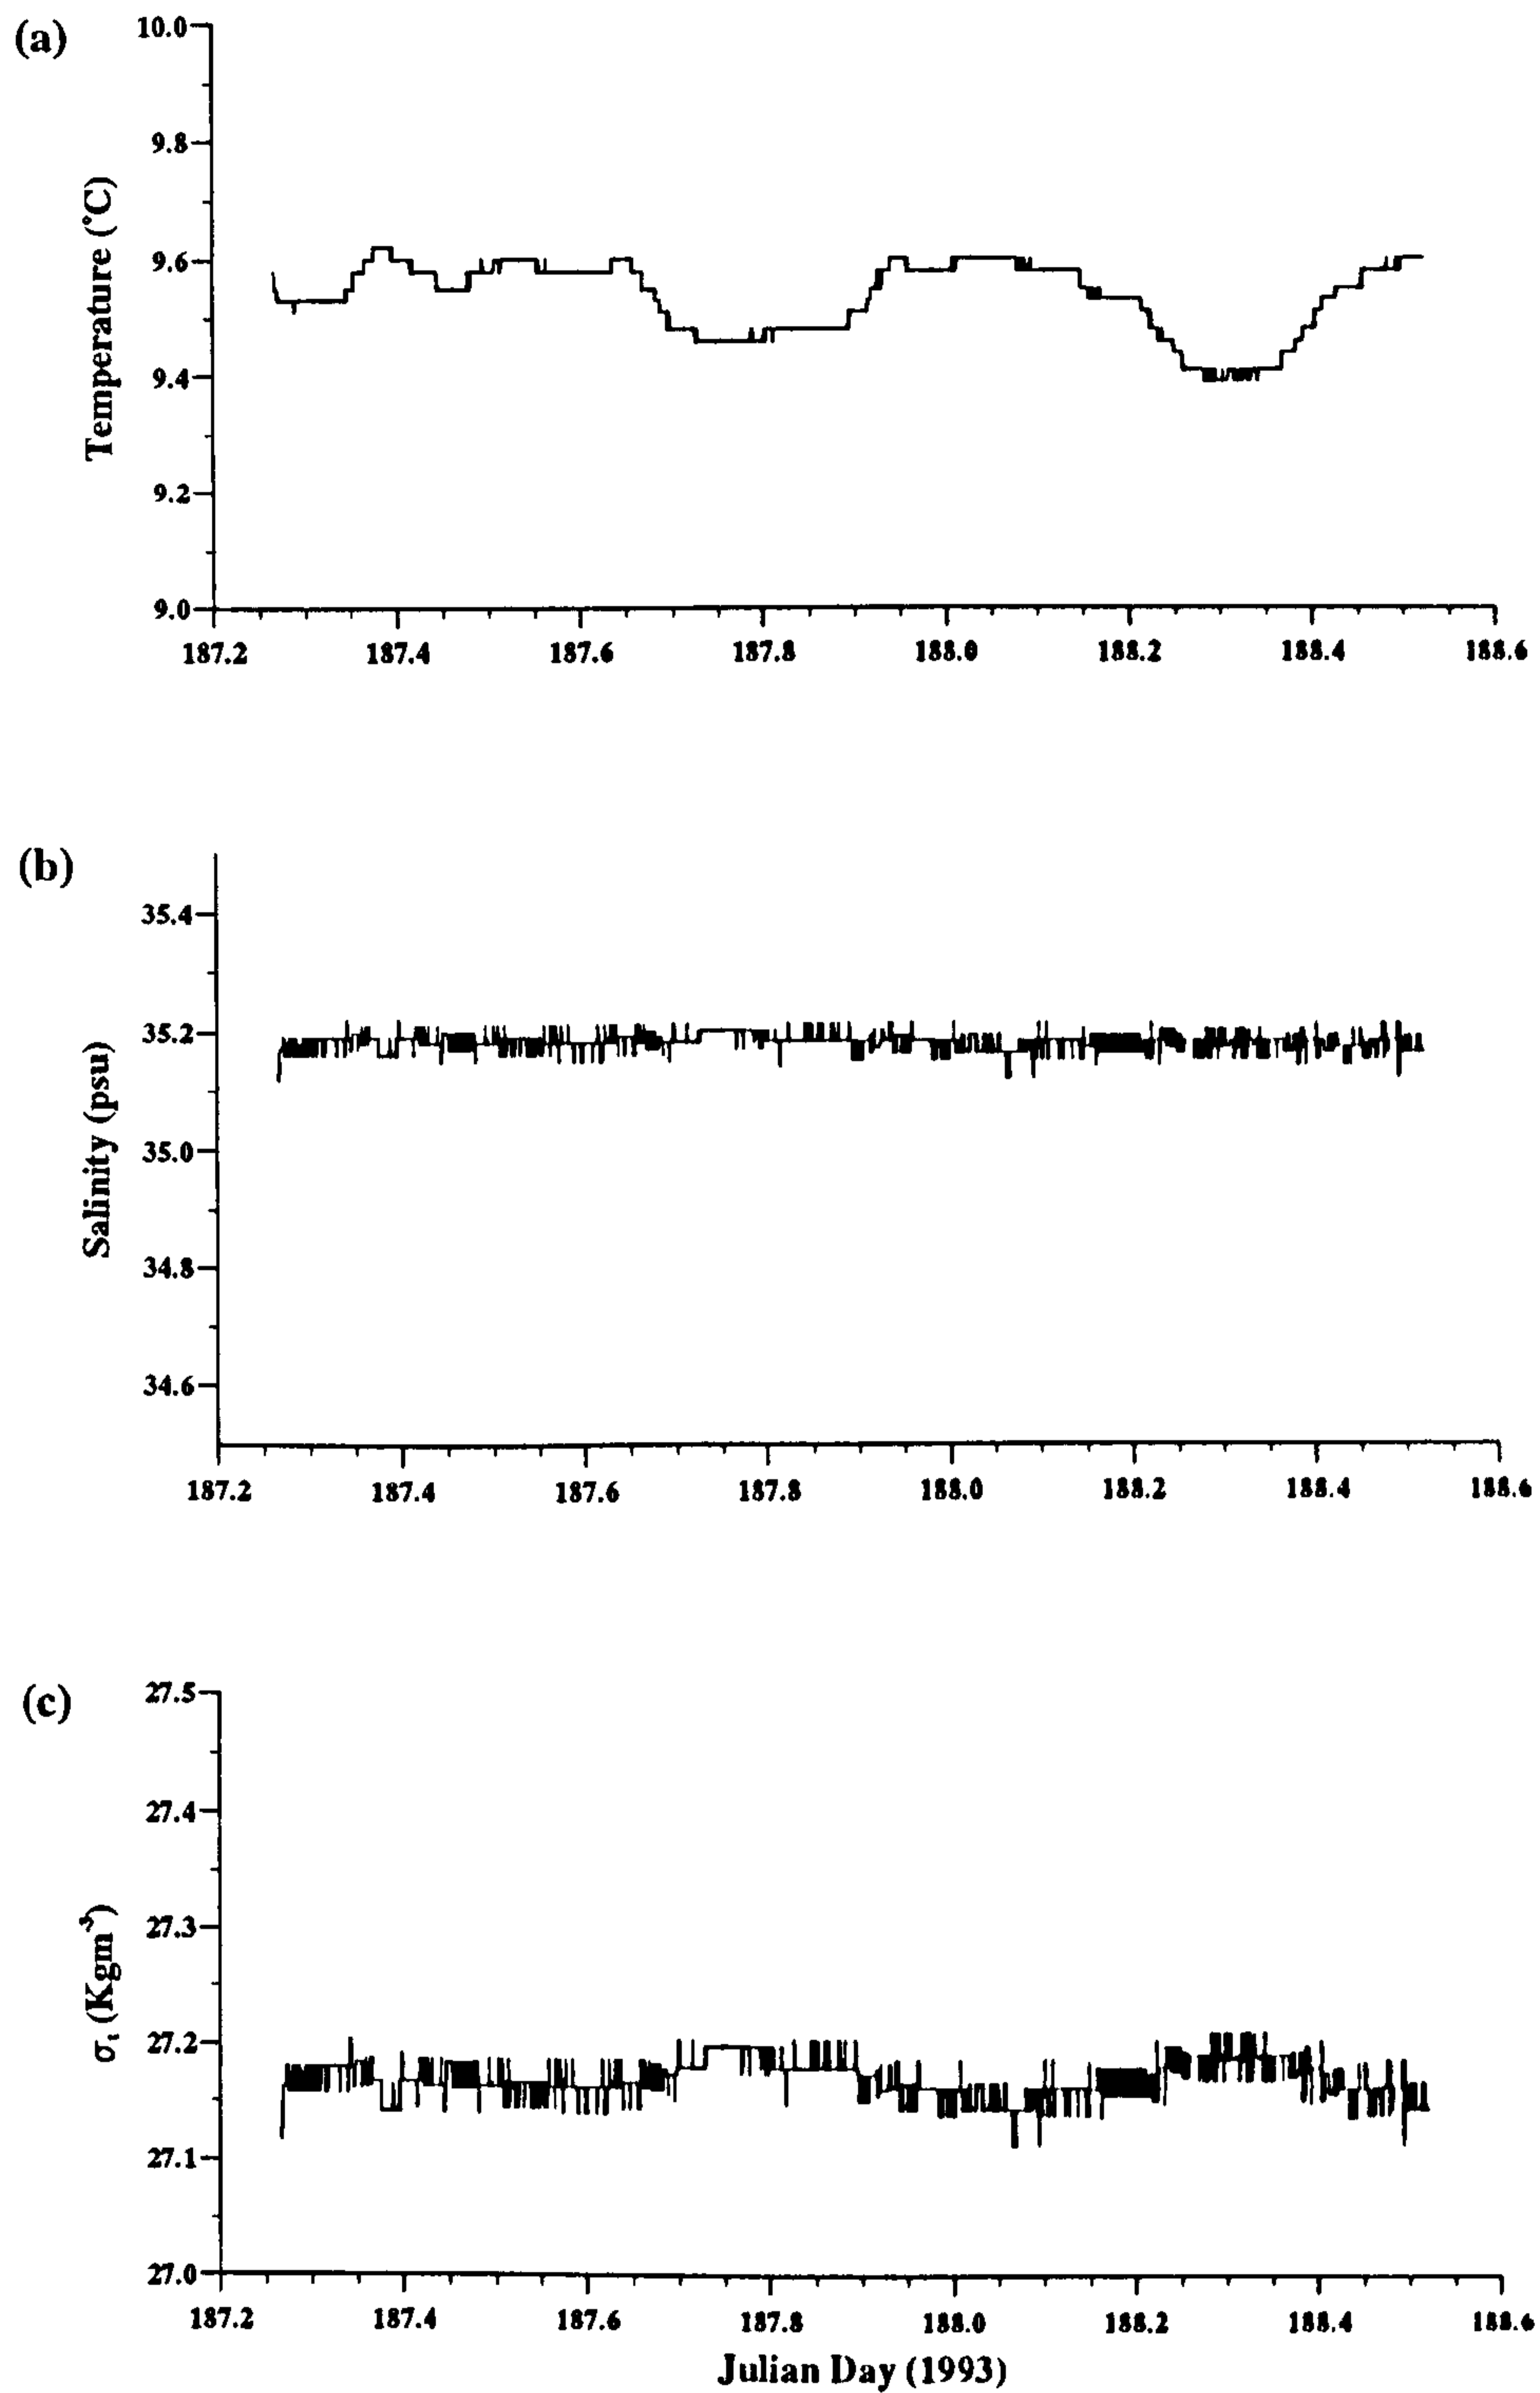 (a)
10.0
9.8
9.6
9.4
9.2
9.0
Temperature (°C)
187.2 187.4 187.6 187.8 188.0 188.2 188.4 188.6
(b)
35.4
35.2
35.0
34.8
34.6
Salinity (psu)
187.2 187.4 187.6 187.8 188.0 188.2 188.4 188.6
(c)
27.5
27.4
27.3
27.2
27.1
27.0
σt (Kgm-3)
187.2 187.4 187.6 187.8 188.0 188.2 188.4 188.6
Julian Day (1993)